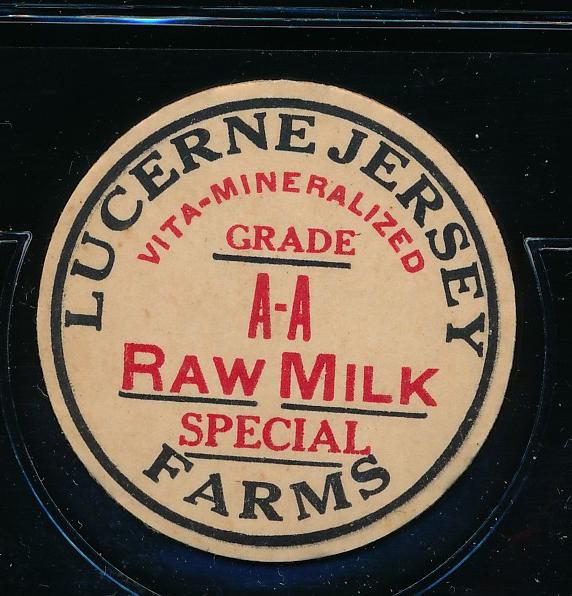 LUCERNE JERSEY
VITA-MINERALIZED
GRADE
A-A
RAW MILK
SPECIAL
FARMS